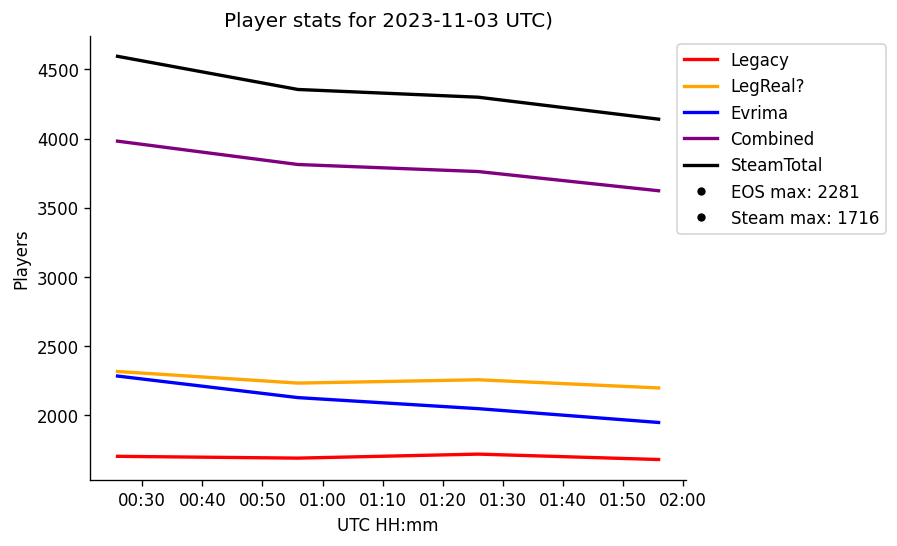 Player stats for 2023-11-03 UTC)
Players
4500
4000
3500
3000
2500
2000
00:30 00:40 00:50 01:00 01:10 01:20 01:30 01:40 01:50 02:00
UTC HH:mm
Legacy
LegReal?
Evrima
Combined
SteamTotal
EOS max: 2281
Steam max: 1716